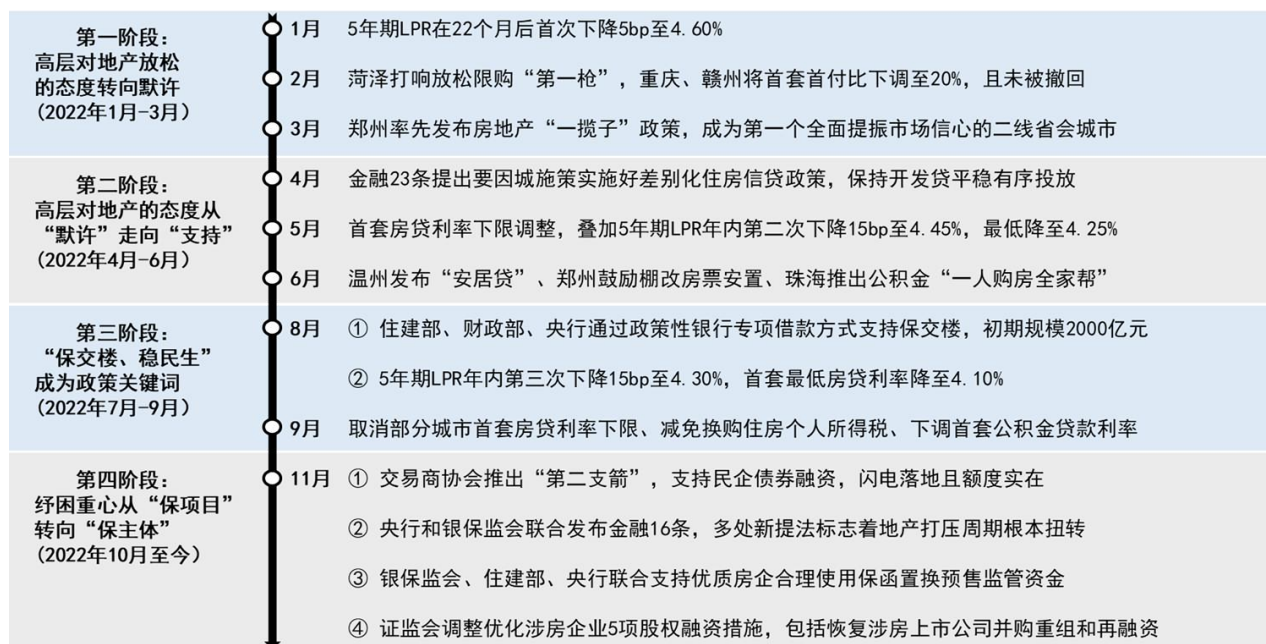 第一阶段：
高层对地产放松
的态度转向默许
(2022年1月-3月)
1月 5年期LPR在22个月后首次下降5bp至4.60%
2月 菏泽打响放松限购“第一枪”，重庆、赣州将首套首付比下调至20%，且未被撤回
3月 郑州率先发布房地产“一揽子”政策，成为第一个全面提振市场信心的二线省会城市
第二阶段：
高层对地产的态度从
“默许”走向“支持”
(2022年4月-6月)
4月 金融23条提出要因城施策实施好差别化住房信贷政策，保持开发贷平稳有序投放
5月 首套房贷利率下限调整，叠加5年期LPR年内第二次下降15bp至4.45%，最低降至4.25%
6月 温州发布“安居贷”、郑州鼓励棚改房票安置、珠海推出公积金“一人购房全家帮”
第三阶段：
“保交楼、稳民生”
成为政策关键词
(2022年7月-9月)
8月 ① 住建部、财政部、央行通过政策性银行专项借款方式支持保交楼，初期规模2000亿元
② 5年期LPR年内第三次下降15bp至4.30%，首套最低房贷利率降至4.10%
9月 取消部分城市首套房贷利率下限、减免换购住房个人所得税、下调首套公积金贷款利率
第四阶段：
纾困重心从“保项目”
转向“保主体”
(2022年10月至今)
11月 ① 交易商协会推出“第二支箭”，支持民企债券融资，闪电落地且额度实在
② 央行和银保监会联合发布金融16条，多处新提法标志着地产打压周期根本扭转
③ 银保监会、住建部、央行联合支持优质房企合理使用保函置换预售监管资金
④ 证监会调整优化涉房企业5项股权融资措施，包括恢复涉房上市公司并购重组和再融资